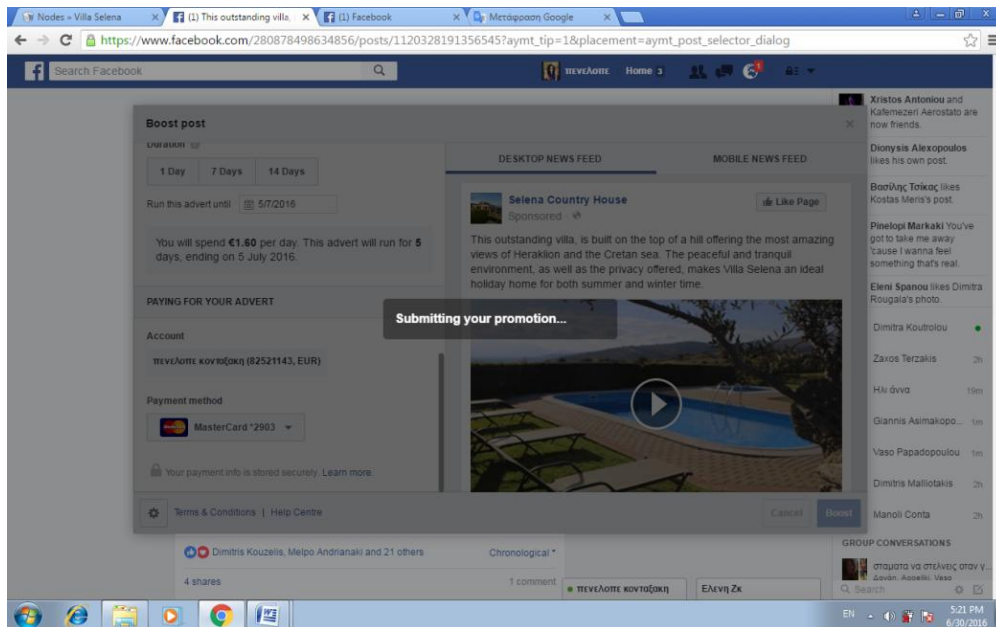 Nodes » Villa Selena
(1) This outstanding villa,
(1) Facebook
Μετάφραση Google
https://www.facebook.com/280878498634856/posts/1120328191356545?aymt_tip=1&placement=aymt_post_selector_dialog
Search Facebook
πενελοπε
Home 3
1
Boost post
Duration
1 Day
7 Days
14 Days
Run this advert until
5/7/2016
You will spend €1.60 per day. This advert will run for 5
days, ending on 5 July 2016.
PAYING FOR YOUR ADVERT
Account
πενελοπε κονταξακη (82521143, EUR)
Payment method
MasterCard *2903
Your payment info is stored securely. Learn more.
Terms & Conditions | Help Centre
DESKTOP NEWS FEED
MOBILE NEWS FEED
Selena Country House
Sponsored
Like Page
This outstanding villa, is built on the top of a hill offering the most amazing
views of Heraklion and the Cretan sea. The peaceful and tranquil
environment, as well as the privacy offered, makes Villa Selena an ideal
holiday home for both summer and winter time.
Submitting your promotion...
Cancel
Boost
Dimitris Kouzelis, Melpo Andrianaki and 21 others
Chronological
4 shares
1 comment
πενελοπε κονταξακη
Ελενη Ζκ
Xristos Antoniou and
Kafemezeri Aerostato are
now friends.
Dionysis Alexopoulos
likes his own post.
Βασίλης Τσίκας likes
Kostas Meris's post.
Pinelopi Markaki You've
got to take me away
'cause I wanna feel
something that's real.
Eleni Spanou likes Dimitra
Rougala's photo.
Dimitra Koutrolou
Zaxos Terzakis 2h
Ηλι άννα 19m
Giannis Asimakopo... 1m
Vaso Papadopoulou 1m
Dimitris Malliotakis 2h
Manoli Conta 2h
GROUP CONVERSATIONS
σταματα να στελνεις οταν γ...
Search
EN
5:21 PM
6/30/2016